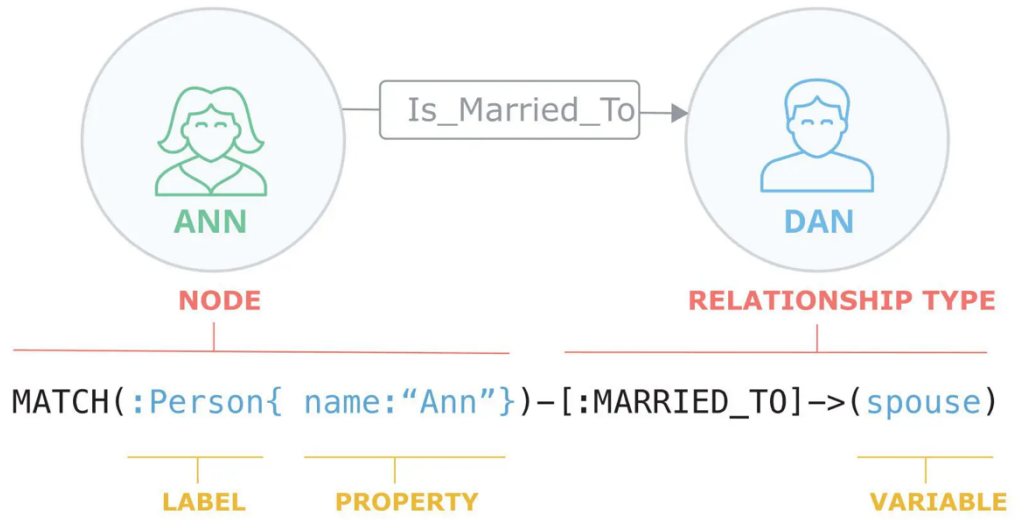 Is_Married_To
ANN
DAN
NODE
RELATIONSHIP TYPE
MATCH(:Person{ name:“Ann”})–[:MARRIED_TO]–>(spouse)
LABEL
PROPERTY
VARIABLE